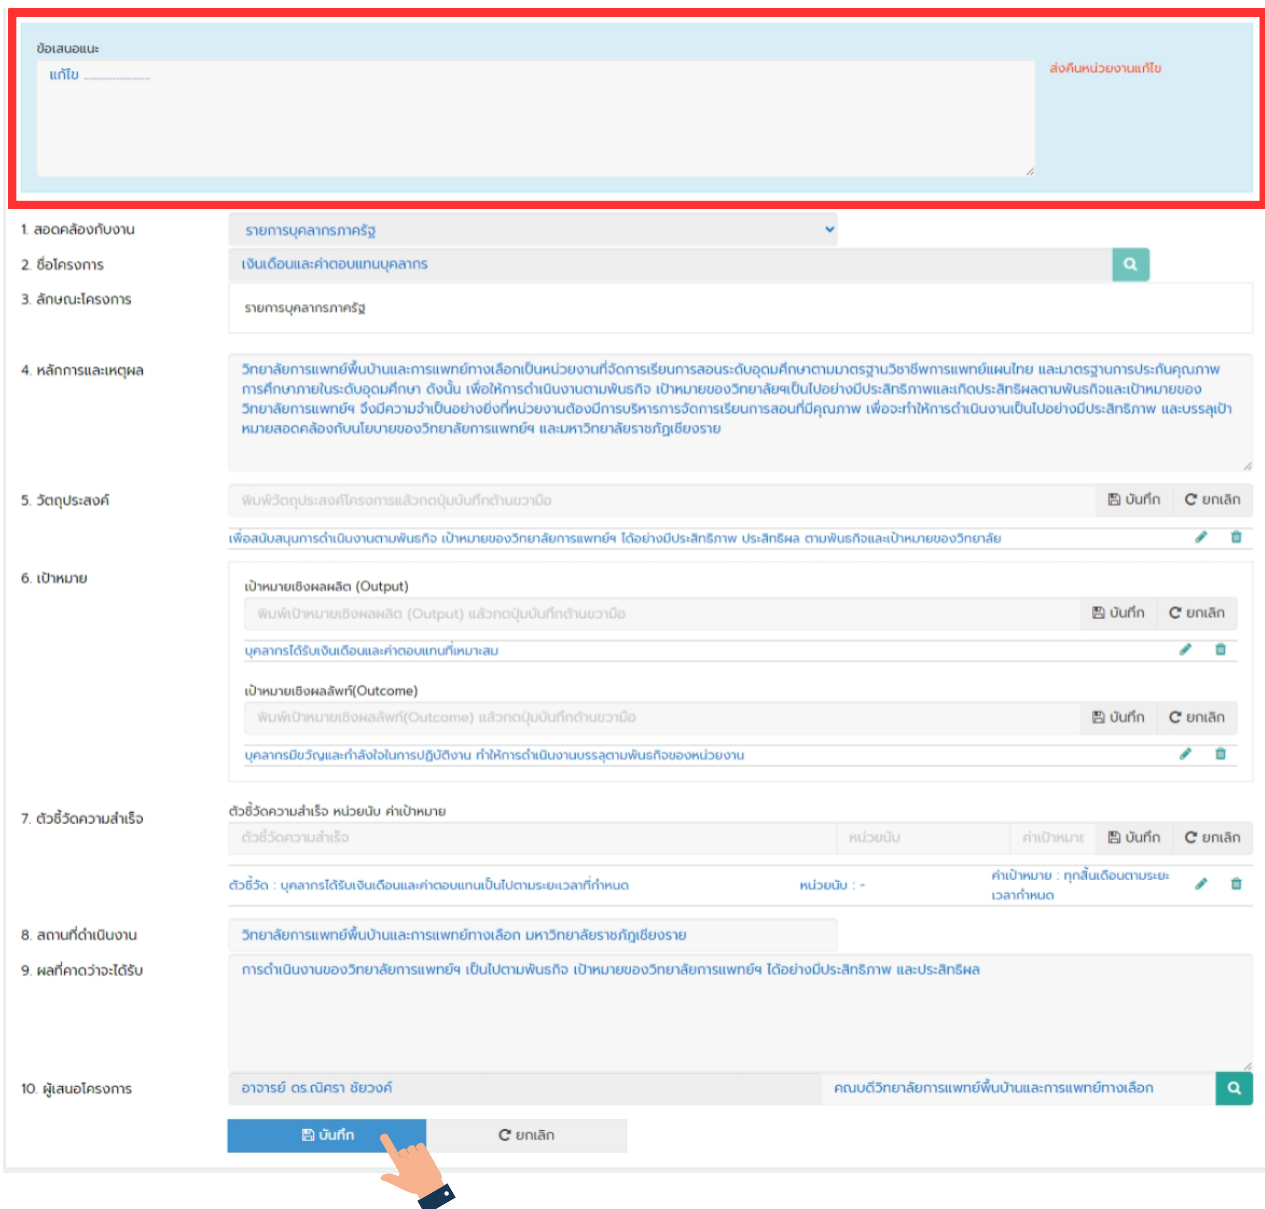 ข้อเสนอแนะ
แก้ไข ............................
ส่งคืนหน่วยงานแก้ไข
1. สอดคล้องกับงาน
รายการบุคลากรภาครัฐ
2. ชื่อโครงการ
เงินเดือนและค่าตอบแทนบุคลากร
3. ลักษณะโครงการ
รายการบุคลากรภาครัฐ
4. หลักการและเหตุผล
วิทยาลัยการแพทย์พื้นบ้านและการแพทย์ทางเลือกเป็นหน่วยงานที่จัดการเรียนการสอนระดับอุดมศึกษาตามมาตรฐานวิชาชีพการแพทย์แผนไทย และมาตรฐานการประกันคุณภาพ
การศึกษาภายในระดับอุดมศึกษา ดังนั้น เพื่อให้การดำเนินงานตามพันธกิจ เป้าหมายของวิทยาลัยฯเป็นไปอย่างมีประสิทธิภาพและเกิดประสิทธิผลตามพันธกิจและเป้าหมายของ
วิทยาลัยการแพทย์ฯ จึงมีความจำเป็นอย่างยิ่งที่หน่วยงานต้องมีการบริหารการจัดการเรียนการสอนที่มีคุณภาพ เพื่อจะทำให้การดำเนินงานเป็นไปอย่างมีประสิทธิภาพ และบรรลุเป้า
หมายสอดคล้องกับนโยบายของวิทยาลัยการแพทย์ฯ และมหาวิทยาลัยราชภัฏเชียงราย
5. วัตถุประสงค์
พิมพ์วัตถุประสงค์โครงการแล้วกดปุ่มบันทึกด้านขวามือ
บันทึก ยกเลิก
เพื่อสนับสนุนการดำเนินงานตามพันธกิจ เป้าหมายของวิทยาลัยการแพทย์ฯ ได้อย่างมีประสิทธิภาพ ประสิทธิผล ตามพันธกิจและเป้าหมายของวิทยาลัย
6. เป้าหมาย
เป้าหมายเชิงผลผลิต (Output)
พิมพ์เป้าหมายเชิงผลผลิต (Output) แล้วกดปุ่มบันทึกด้านขวามือ
บันทึก ยกเลิก
บุคลากรได้รับเงินเดือนและค่าตอบแทนที่เหมาะสม
เป้าหมายเชิงผลลัพท์(Outcome)
พิมพ์เป้าหมายเชิงผลลัพท์(Outcome) แล้วกดปุ่มบันทึกด้านขวามือ
บันทึก ยกเลิก
บุคลากรมีขวัญและกำลังใจในการปฏิบัติงาน ทำให้การดำเนินงานบรรลุตามพันธกิจของหน่วยงาน
7. ตัวชี้วัดความสำเร็จ
ตัวชี้วัดความสำเร็จ หน่วยนับ ค่าเป้าหมาย
ตัวชี้วัดความสำเร็จ หน่วยนับ ค่าเป้าหมาย
บันทึก ยกเลิก
ตัวชี้วัด : บุคลากรได้รับเงินเดือนและค่าตอบแทนเป็นไปตามระยะเวลาที่กำหนด
หน่วยนับ : -
ค่าเป้าหมาย : ทุกสิ้นเดือนตามระยะ
เวลากำหนด
8. สถานที่ดำเนินงาน
วิทยาลัยการแพทย์พื้นบ้านและการแพทย์ทางเลือก มหาวิทยาลัยราชภัฏเชียงราย
9. ผลที่คาดว่าจะได้รับ
การดำเนินงานของวิทยาลัยการแพทย์ฯ เป็นไปตามพันธกิจ เป้าหมายของวิทยาลัยการแพทย์ฯ ได้อย่างมีประสิทธิภาพ และประสิทธิผล
10. ผู้เสนอโครงการ
อาจารย์ ดร.ณิศรา ชัยวงค์
คณบดีวิทยาลัยการแพทย์พื้นบ้านและการแพทย์ทางเลือก
บันทึก ยกเลิก